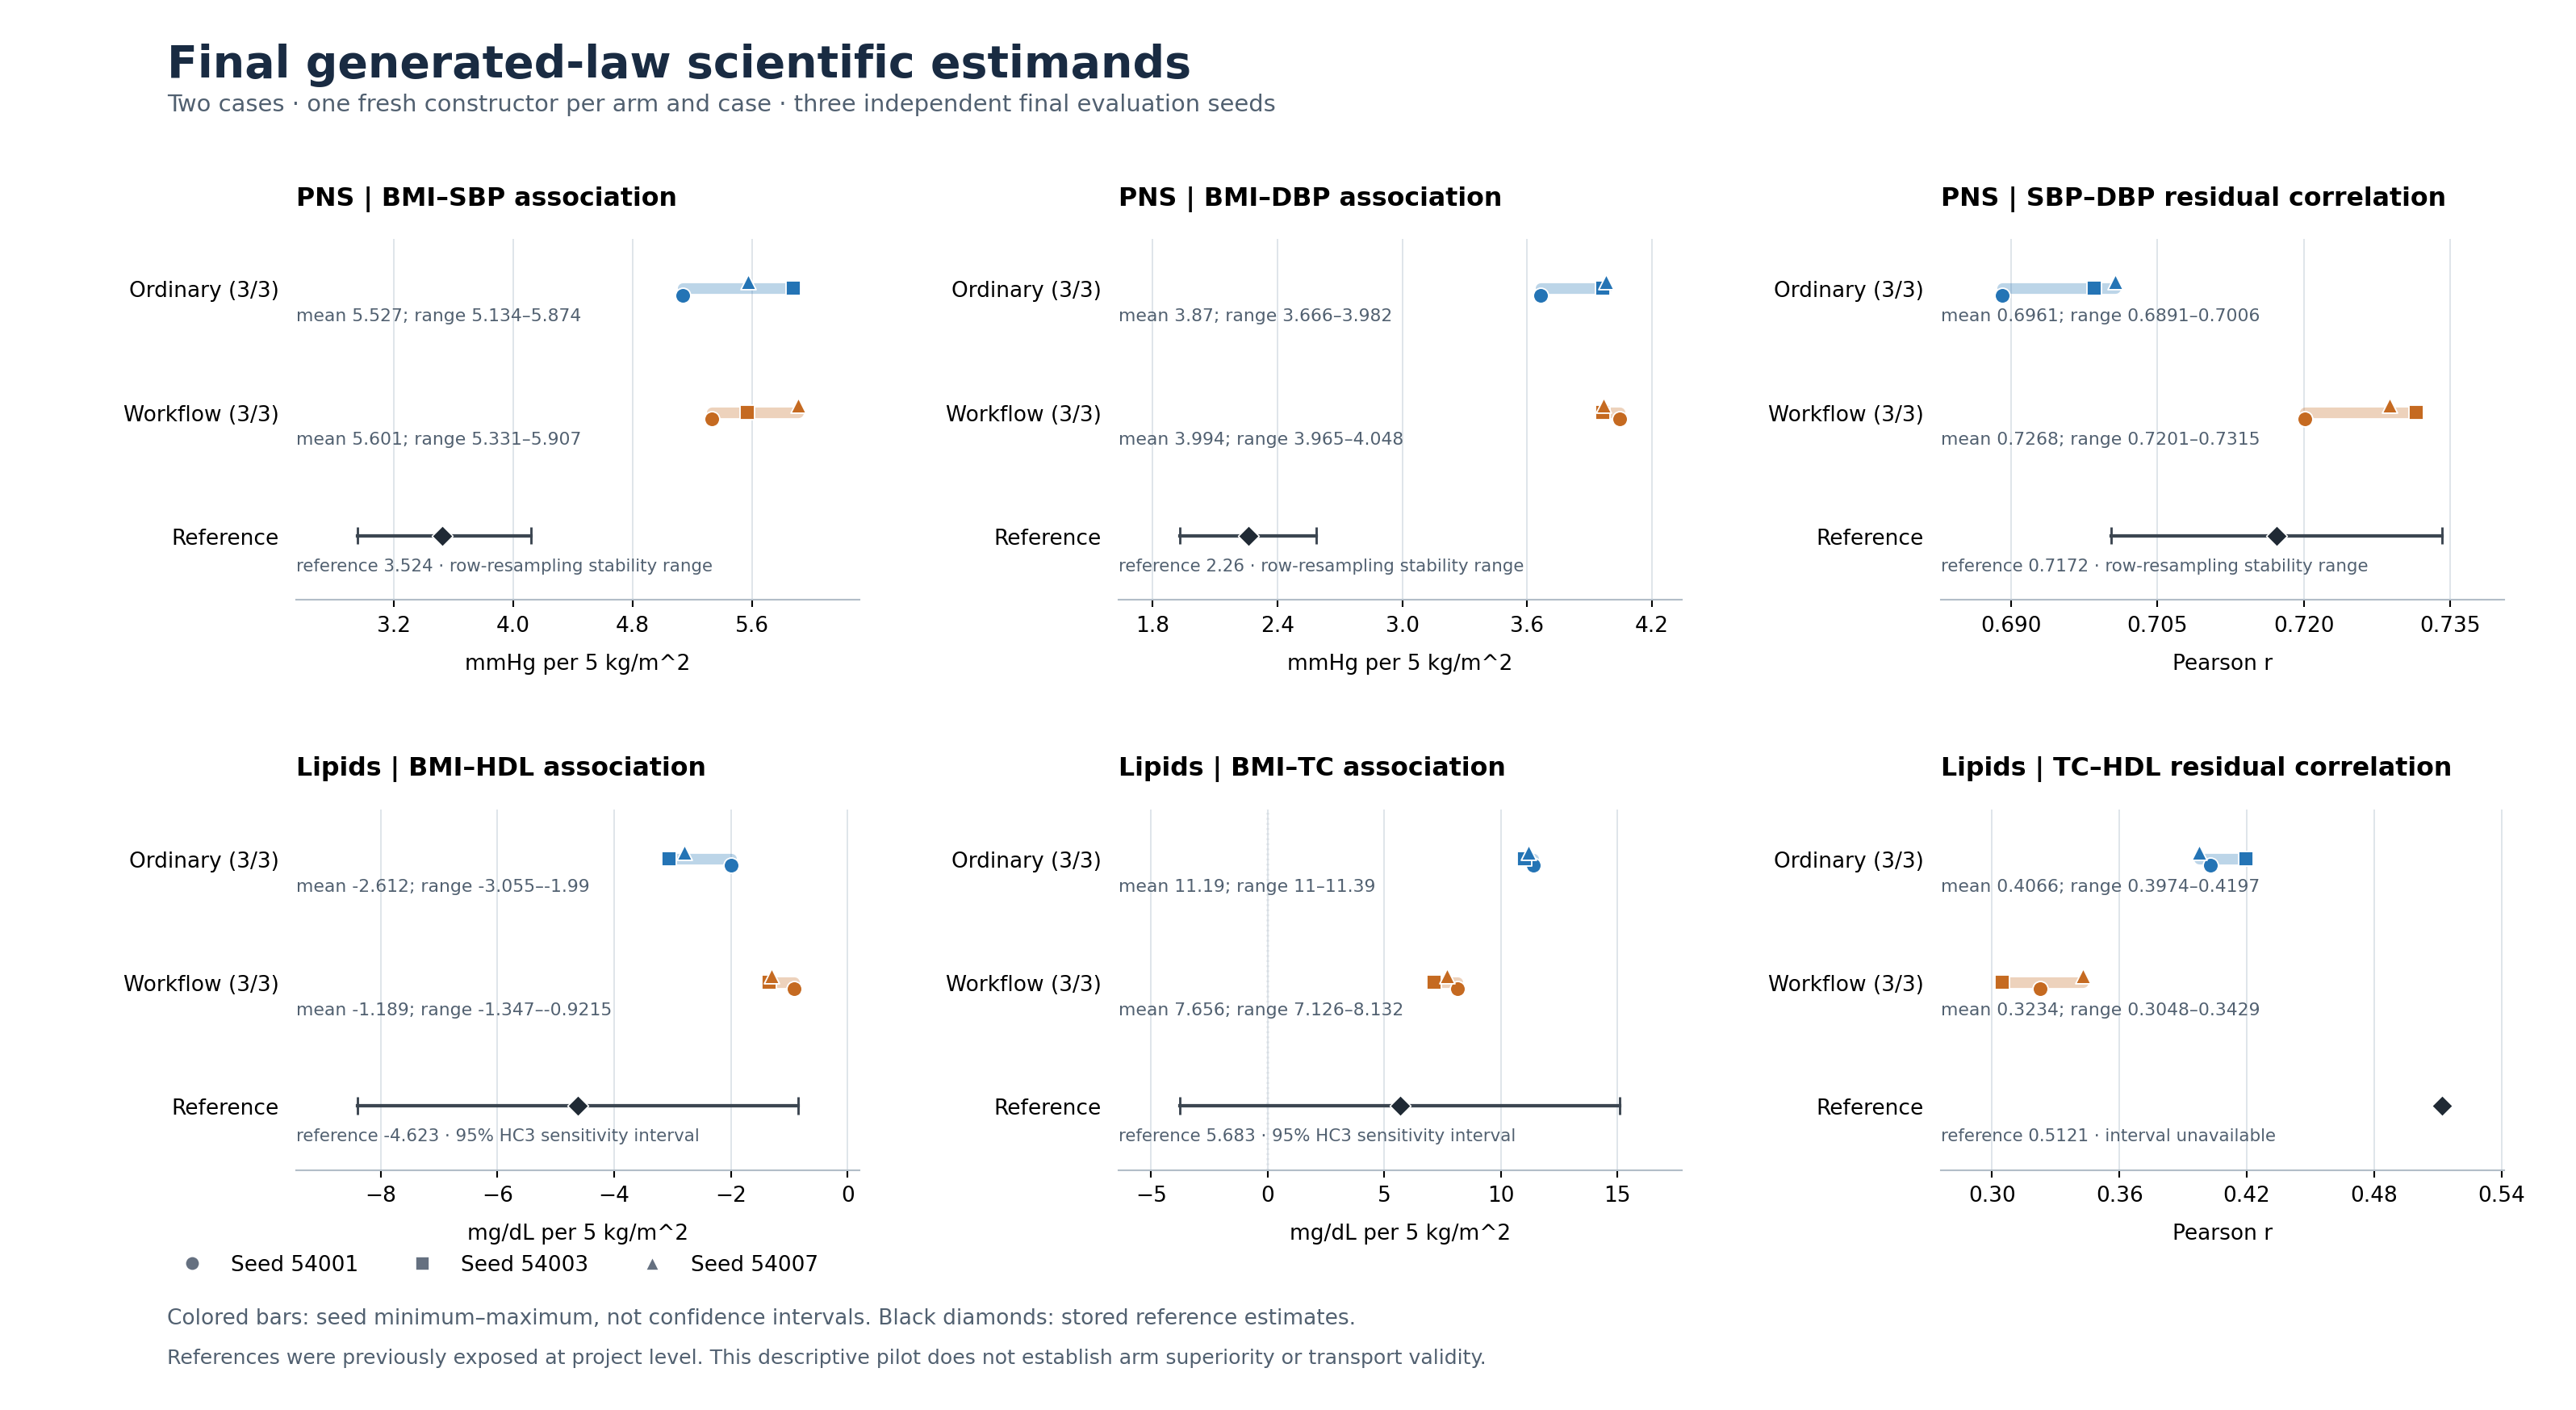 Final generated-law scientific estimands
Two cases · one fresh constructor per arm and case · three independent final evaluation seeds
PNS | BMI–SBP association
Ordinary (3/3)
mean 5.527; range 5.134–5.874
Workflow (3/3)
mean 5.601; range 5.331–5.907
Reference
reference 3.524 · row-resampling stability range
3.2 4.0 4.8 5.6
mmHg per 5 kg/m^2
PNS | BMI–DBP association
Ordinary (3/3)
mean 3.87; range 3.666–3.982
Workflow (3/3)
mean 3.994; range 3.965–4.048
Reference
reference 2.26 · row-resampling stability range
1.8 2.4 3.0 3.6 4.2
mmHg per 5 kg/m^2
PNS | SBP–DBP residual correlation
Ordinary (3/3)
mean 0.6961; range 0.6891–0.7006
Workflow (3/3)
mean 0.7268; range 0.7201–0.7315
Reference
reference 0.7172 · row-resampling stability range
0.690 0.705 0.720 0.735
Pearson r
Lipids | BMI–HDL association
Ordinary (3/3)
mean -2.612; range -3.055–-1.99
Workflow (3/3)
mean -1.189; range -1.347–-0.9215
Reference
reference -4.623 · 95% HC3 sensitivity interval
−8 −6 −4 −2 0
mg/dL per 5 kg/m^2
Lipids | BMI–TC association
Ordinary (3/3)
mean 11.19; range 11–11.39
Workflow (3/3)
mean 7.656; range 7.126–8.132
Reference
reference 5.683 · 95% HC3 sensitivity interval
−5 0 5 10 15
mg/dL per 5 kg/m^2
Lipids | TC–HDL residual correlation
Ordinary (3/3)
mean 0.4066; range 0.3974–0.4197
Workflow (3/3)
mean 0.3234; range 0.3048–0.3429
Reference
reference 0.5121 · interval unavailable
0.30 0.36 0.42 0.48 0.54
Pearson r
Seed 54001 Seed 54003 Seed 54007
Colored bars: seed minimum–maximum, not confidence intervals. Black diamonds: stored reference estimates.
References were previously exposed at project level. This descriptive pilot does not establish arm superiority or transport validity.